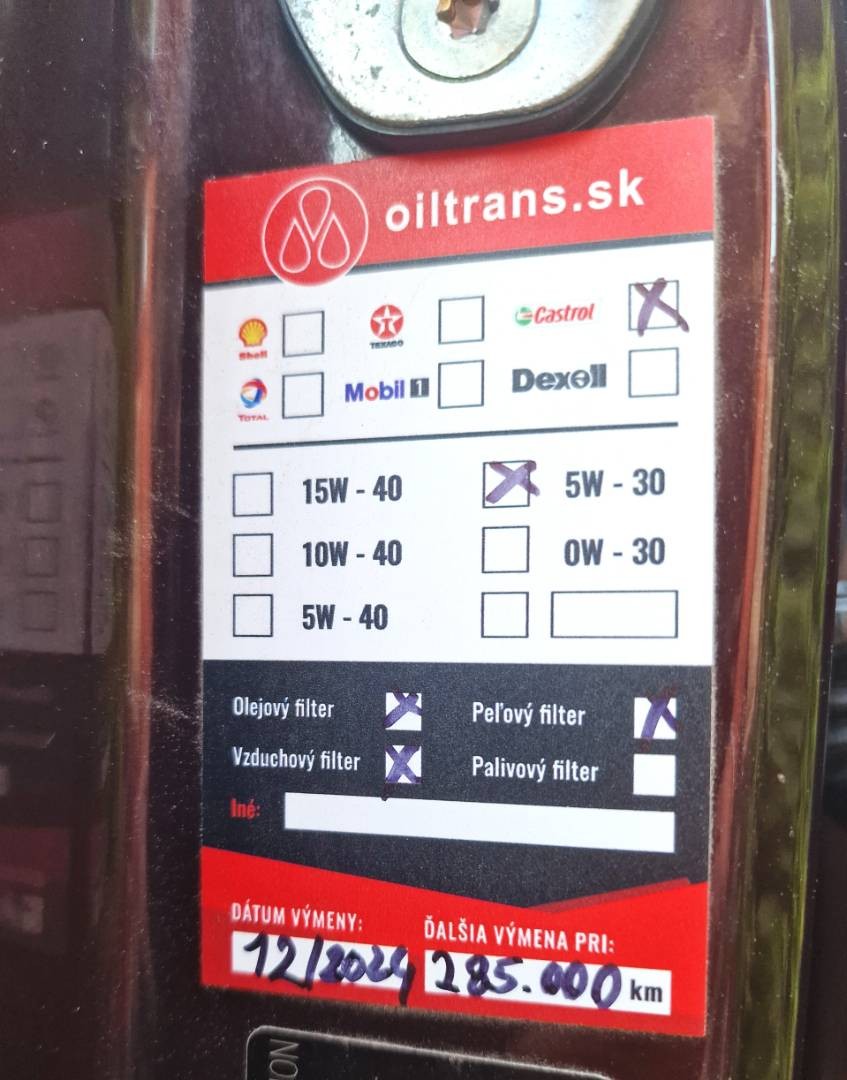 oiltrans.sk
Shell TEXACO Castrol
TOTAL Mobil 1 Dexoll
15W - 40 5W - 30
10W - 40 0W - 30
5W - 40
Olejový filter Peľový filter
Vzduchový filter Palivový filter
Iné:
DÁTUM VÝMENY: ĎALŠIA VÝMENA PRI:
12/2024 285.000 km